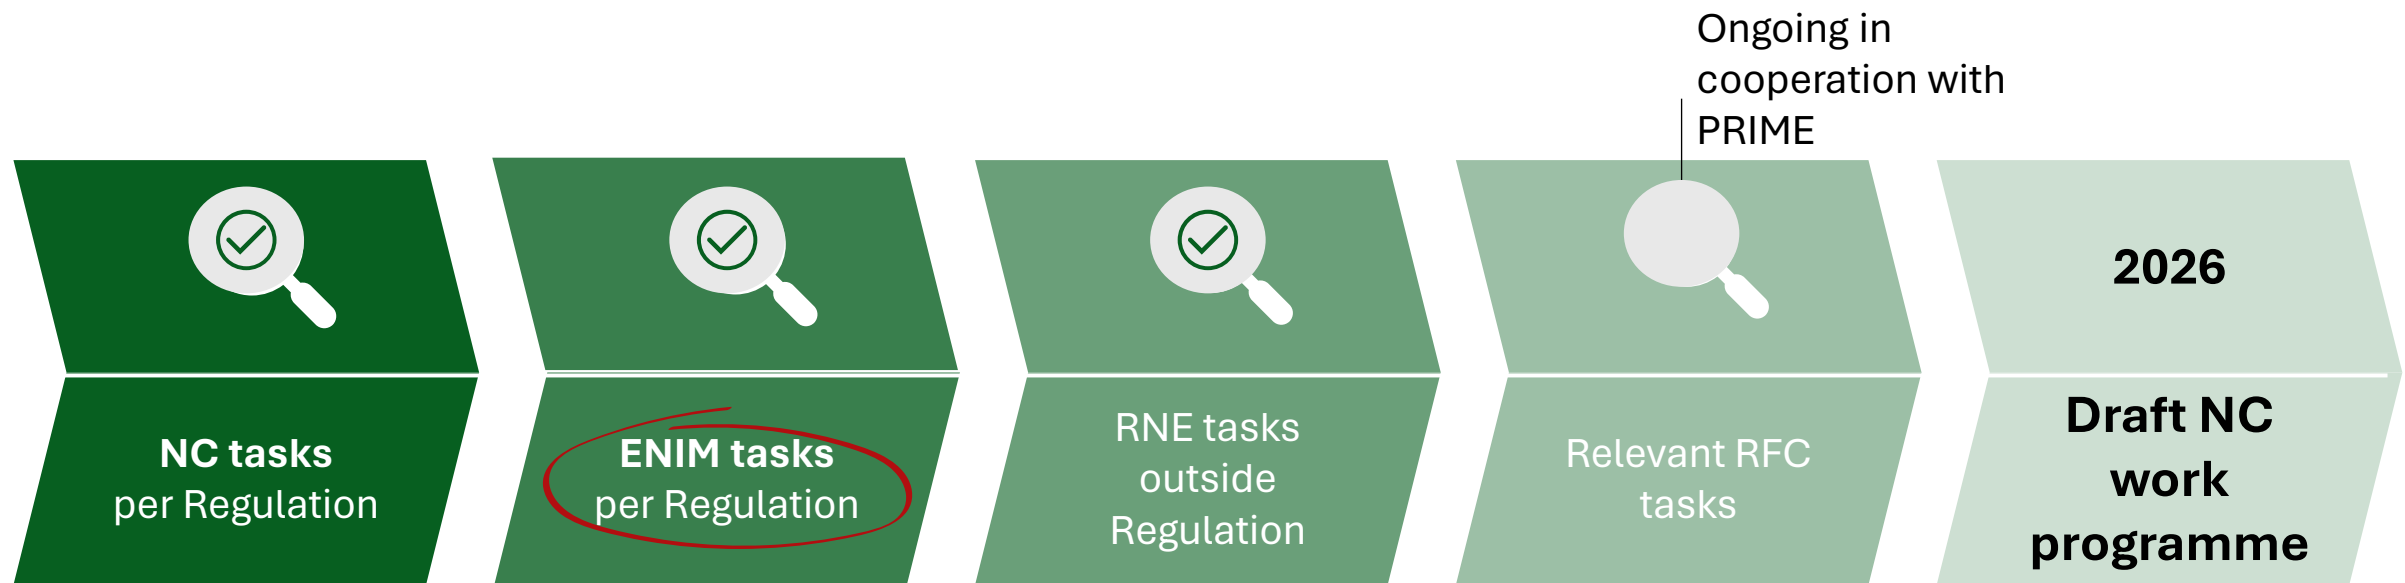 Ongoing in
cooperation with
PRIME
NC tasks
per Regulation
ENIM tasks
per Regulation
RNE tasks
outside
Regulation
Relevant RFC
tasks
2026
Draft NC
work
programme